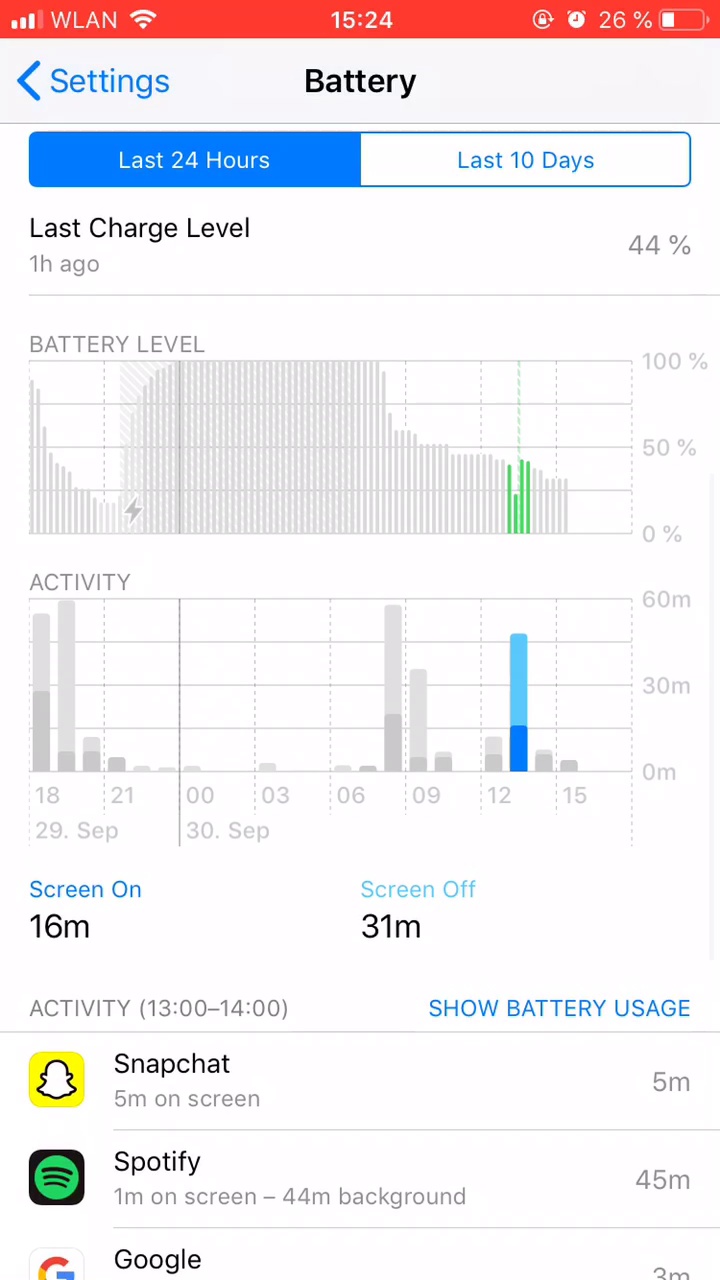 WLAN 15:24 26 %
Settings Battery
Last 24 Hours Last 10 Days
Last Charge Level
44 %
1h ago
BATTERY LEVEL
100 %
50 %
0 %
ACTIVITY
60m
30m
0m
18 21 00 03 06 09 12 15
29. Sep 30. Sep
Screen On Screen Off
16m 31m
ACTIVITY (13:00–14:00) SHOW BATTERY USAGE
Snapchat
5m
5m on screen
Spotify
45m
1m on screen – 44m background
Google
3m